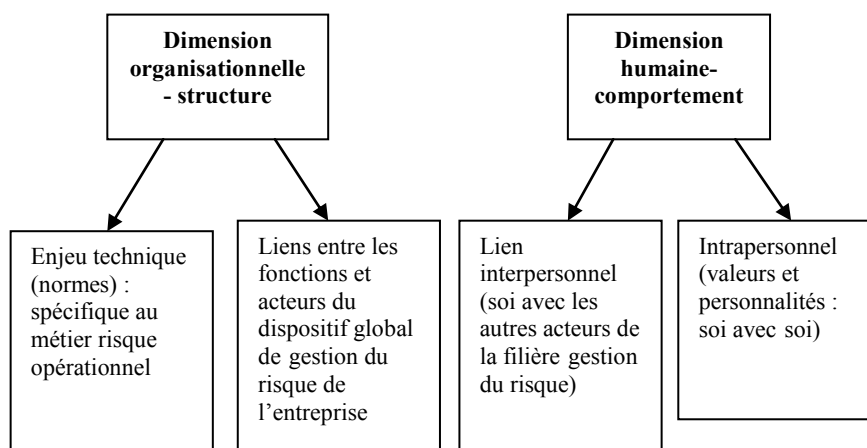 Dimension
organisationnelle
- structure
Dimension
humaine-
comportement
Enjeu technique
(normes) :
spécifique au
métier risque
opérationnel
Liens entre les
fonctions et
acteurs du
dispositif global
de gestion du
risque de
l’entreprise
Lien
interpersonnel
(soi avec les
autres acteurs de
la filière gestion
du risque)
Intrapersonnel
(valeurs et
personnalités :
soi avec soi)